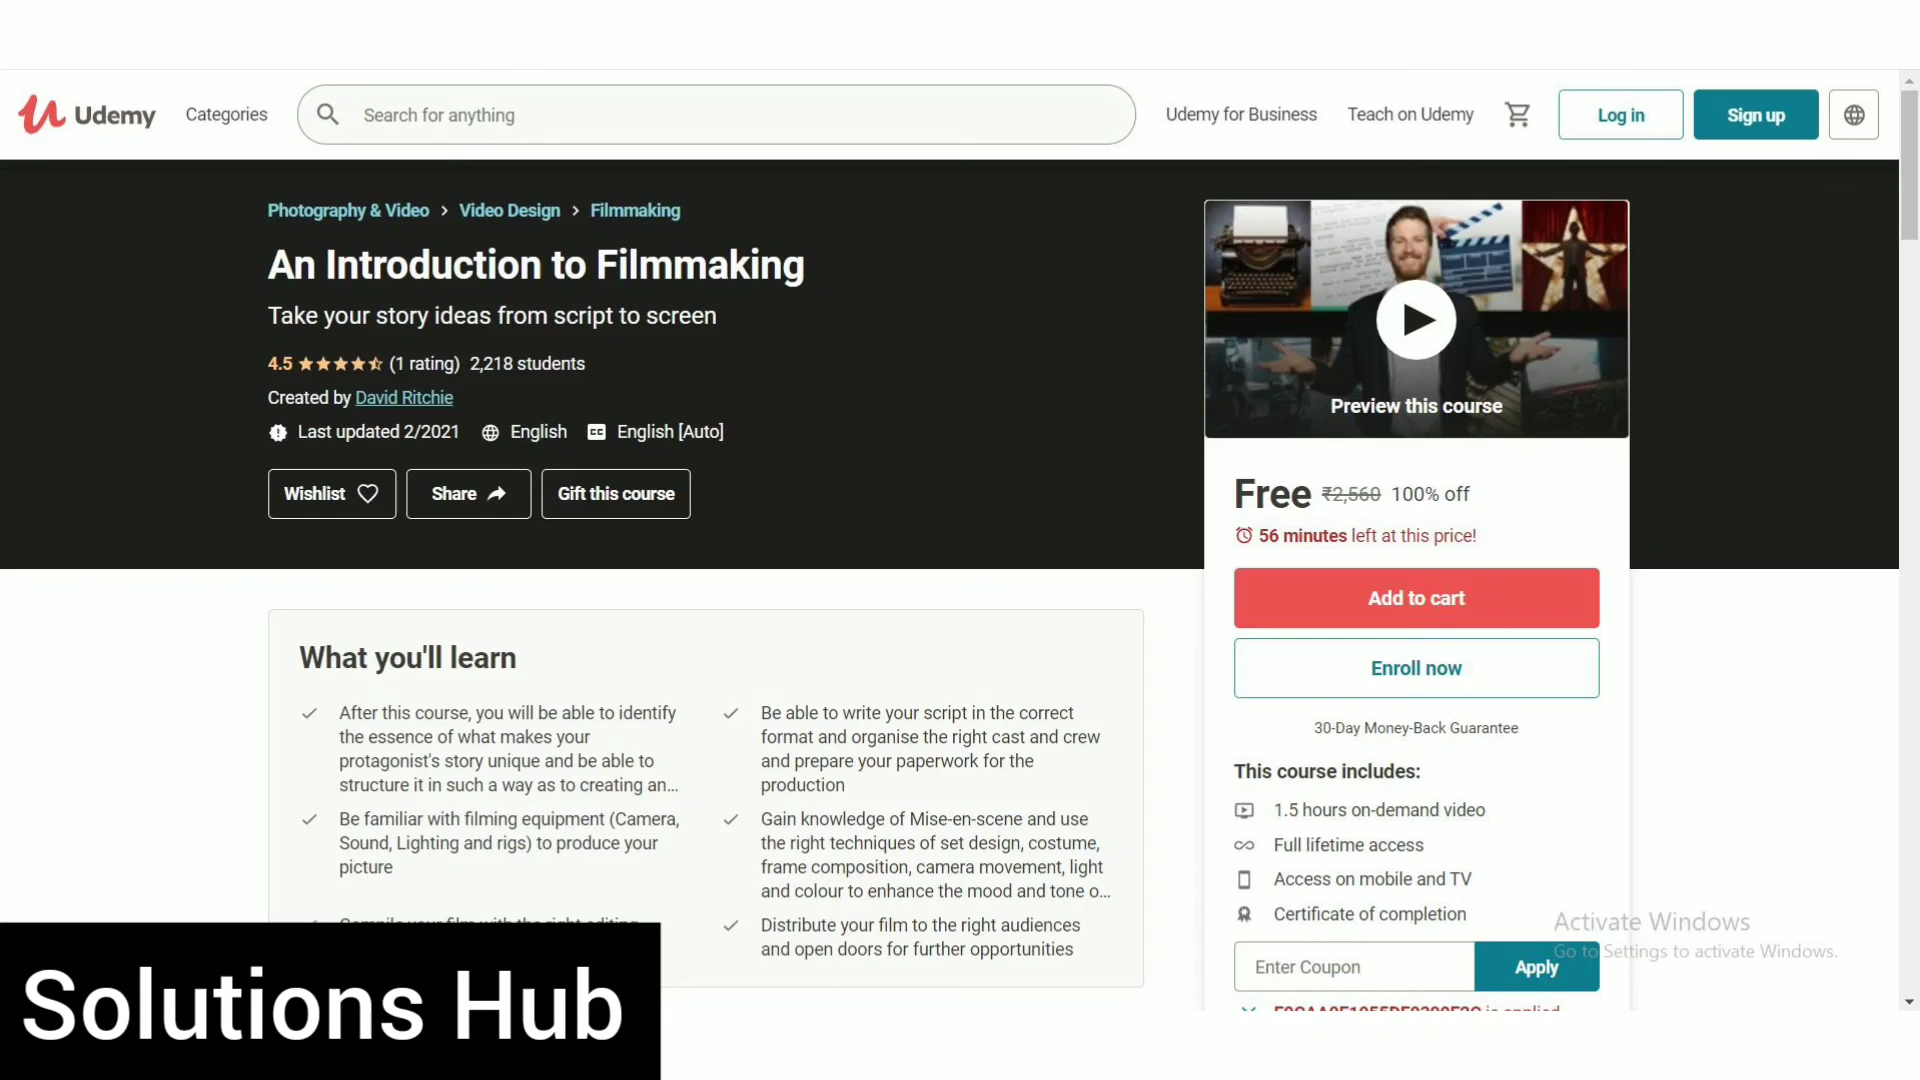 Udemy
Categories
Search for anything
Udemy for Business
Teach on Udemy
Log in
Sign up
Photography & Video › Video Design › Filmmaking
An Introduction to Filmmaking
Take your story ideas from script to screen
4.5 (1 rating) 2,218 students
Created by David Ritchie
Last updated 2/2021 English CC English [Auto]
Wishlist
Share
Gift this course
Preview this course
Free ₹2,560 100% off
56 minutes left at this price!
Add to cart
Enroll now
30-Day Money-Back Guarantee
This course includes:
1.5 hours on-demand video
Full lifetime access
Access on mobile and TV
Certificate of completion
Enter Coupon
Apply
What you'll learn
After this course, you will be able to identify
the essence of what makes your
protagonist's story unique and be able to
structure it in such a way as to creating an...
Be able to write your script in the correct
format and organise the right cast and crew
and prepare your paperwork for the
production
Be familiar with filming equipment (Camera,
Sound, Lighting and rigs) to produce your
picture
Gain knowledge of Mise-en-scene and use
the right techniques of set design, costume,
frame composition, camera movement, light
and colour to enhance the mood and tone o...
Compile your film with the right editing
Distribute your film to the right audiences
and open doors for further opportunities
Activate Windows
Go to Settings to activate Windows.
Solutions Hub